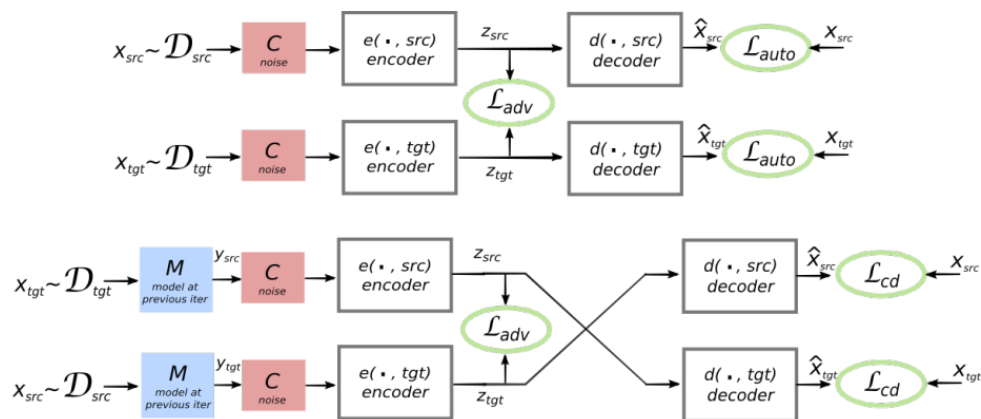 x_src ~ D_src
C
noise
e(·, src)
encoder
z_src
d(·, src)
decoder
x̂_src
L_auto
x_src
L_adv
x_tgt ~ D_tgt
C
noise
e(·, tgt)
encoder
z_tgt
d(·, tgt)
decoder
x̂_tgt
L_auto
x_tgt
x_tgt ~ D_tgt
M
model at
previous iter
y_src
C
noise
e(·, src)
encoder
z_src
d(·, src)
decoder
x̂_src
L_cd
x_src
L_adv
x_src ~ D_src
M
model at
previous iter
y_tgt
C
noise
e(·, tgt)
encoder
z_tgt
d(·, tgt)
decoder
x̂_tgt
L_cd
x_tgt